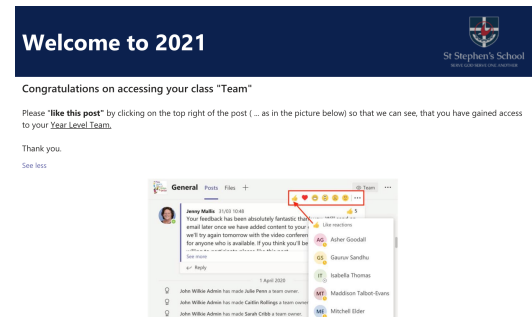 Welcome to 2021
St Stephen's School
SERVE GOD SERVE ONE ANOTHER
Congratulations on accessing your class "Team"
Please "like this post" by clicking on the top right of the post ( ... as in the picture below) so that we can see, that you have gained access
to your Year Level Team.
Thank you.
See less
General Posts Files + Team ...
Jenny Mullis 31/03 10:48 5
Your feedback has been absolutely fantastic
email later once we have added content to your
we'll try again tomorrow with the video conferen
for anyone who is available. If you think you'll be
See more
Reply
Like reactions
AG Asher Goodall
GS Gauruv Sandhu
IT Isabella Thomas
MT Maddison Talbot-Evans
ME Mitchell Elder
1 April 2020
John Wilkie Admin has made Julie Penn a team owner.
John Wilkie Admin has made Caitlin Rollings a team owner
John Wilkie Admin has made Sarah Cribb a team owner.